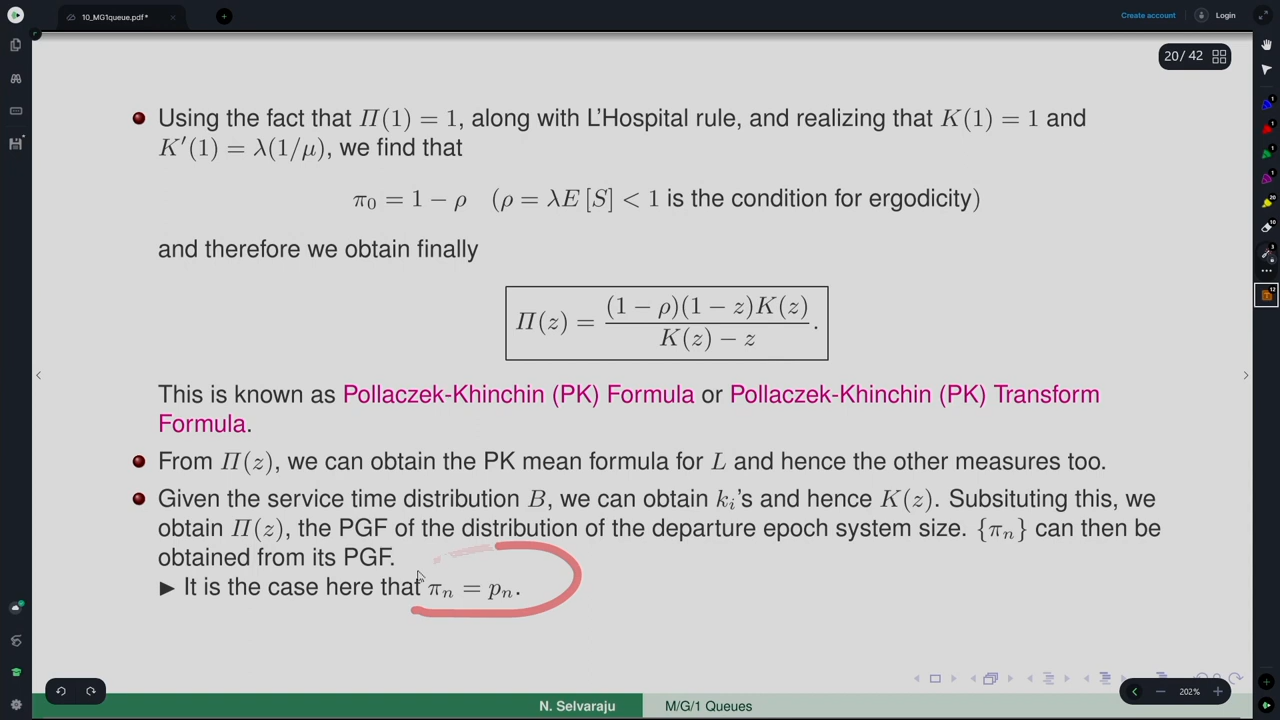 10_MG1queue.pdf*
Create account
Login
20/42
Using the fact that Π(1) = 1, along with L'Hospital rule, and realizing that K(1) = 1 and
K′(1) = λ(1/μ), we find that
π₀ = 1 − ρ (ρ = λE [S] < 1 is the condition for ergodicity)
and therefore we obtain finally
Π(z) = (1 − ρ)(1 − z)K(z) / K(z) − z .
This is known as Pollaczek-Khinchin (PK) Formula or Pollaczek-Khinchin (PK) Transform
Formula.
From Π(z), we can obtain the PK mean formula for L and hence the other measures too.
Given the service time distribution B, we can obtain kᵢ's and hence K(z). Subsituting this, we
obtain Π(z), the PGF of the distribution of the departure epoch system size. {πₙ} can then be
obtained from its PGF.
► It is the case here that πₙ = pₙ.
202%
N. Selvaraju
M/G/1 Queues